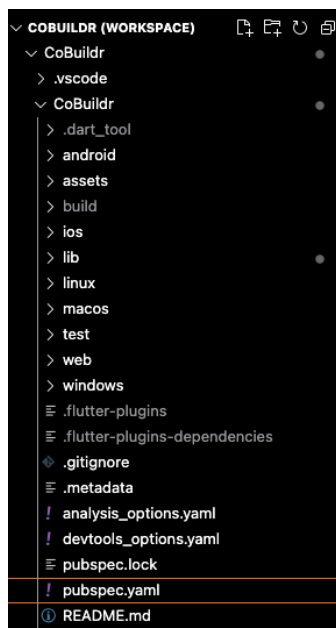 COBUILDR (WORKSPACE)
CoBuildr
.vscode
CoBuildr
.dart_tool
android
assets
build
ios
lib
linux
macos
test
web
windows
.flutter-plugins
.flutter-plugins-dependencies
.gitignore
.metadata
! analysis_options.yaml
! devtools_options.yaml
pubspec.lock
! pubspec.yaml
README.md